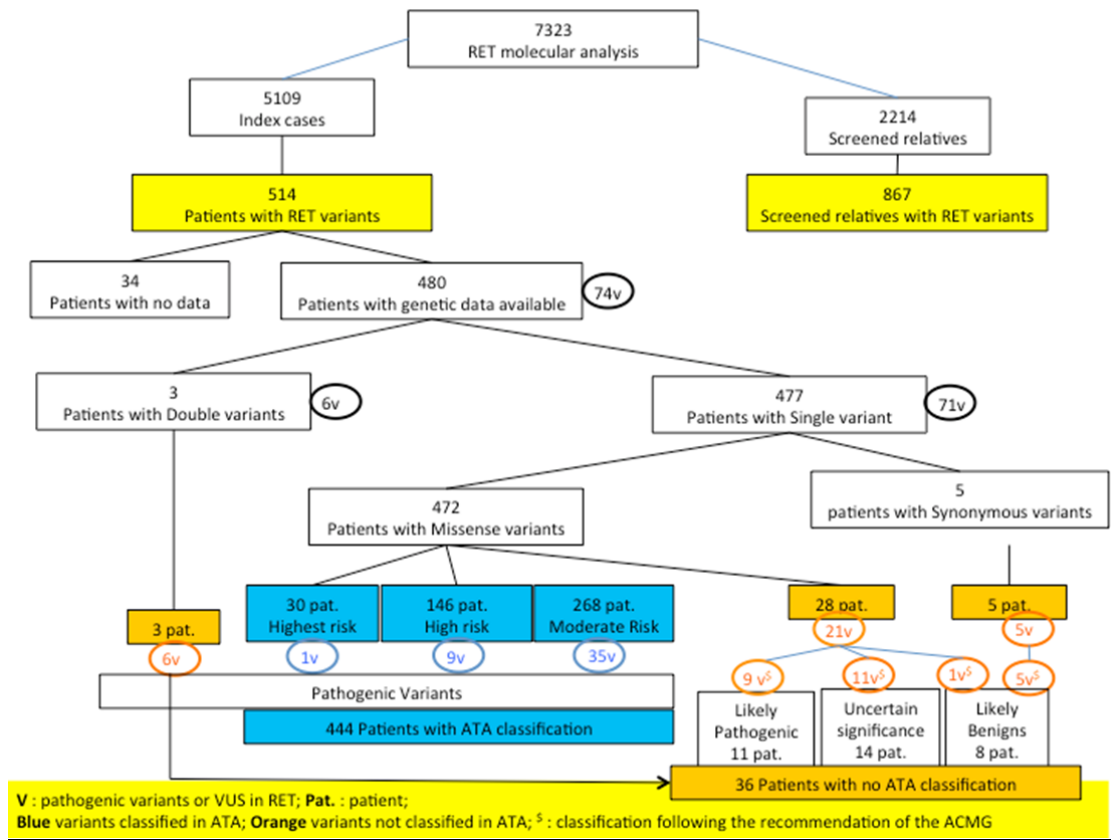 7323
RET molecular analysis
5109
Index cases
2214
Screened relatives
514
Patients with RET variants
867
Screened relatives with RET variants
34
Patients with no data
480
Patients with genetic data available
74v
3
Patients with Double variants
6v
477
Patients with Single variant
71v
472
Patients with Missense variants
5
patients with Synonymous variants
3 pat.
6v
30 pat.
Highest risk
1v
146 pat.
High risk
9v
268 pat.
Moderate Risk
35v
28 pat.
21v
5 pat.
5v
9 v$
11v$
1v$
5v$
Pathogenic Variants
444 Patients with ATA classification
Likely
Pathogenic
11 pat.
Uncertain
significance
14 pat.
Likely
Benigns
8 pat.
36 Patients with no ATA classification
V : pathogenic variants or VUS in RET; Pat. : patient;
Blue variants classified in ATA; Orange variants not classified in ATA; $ : classification following the recommendation of the ACMG